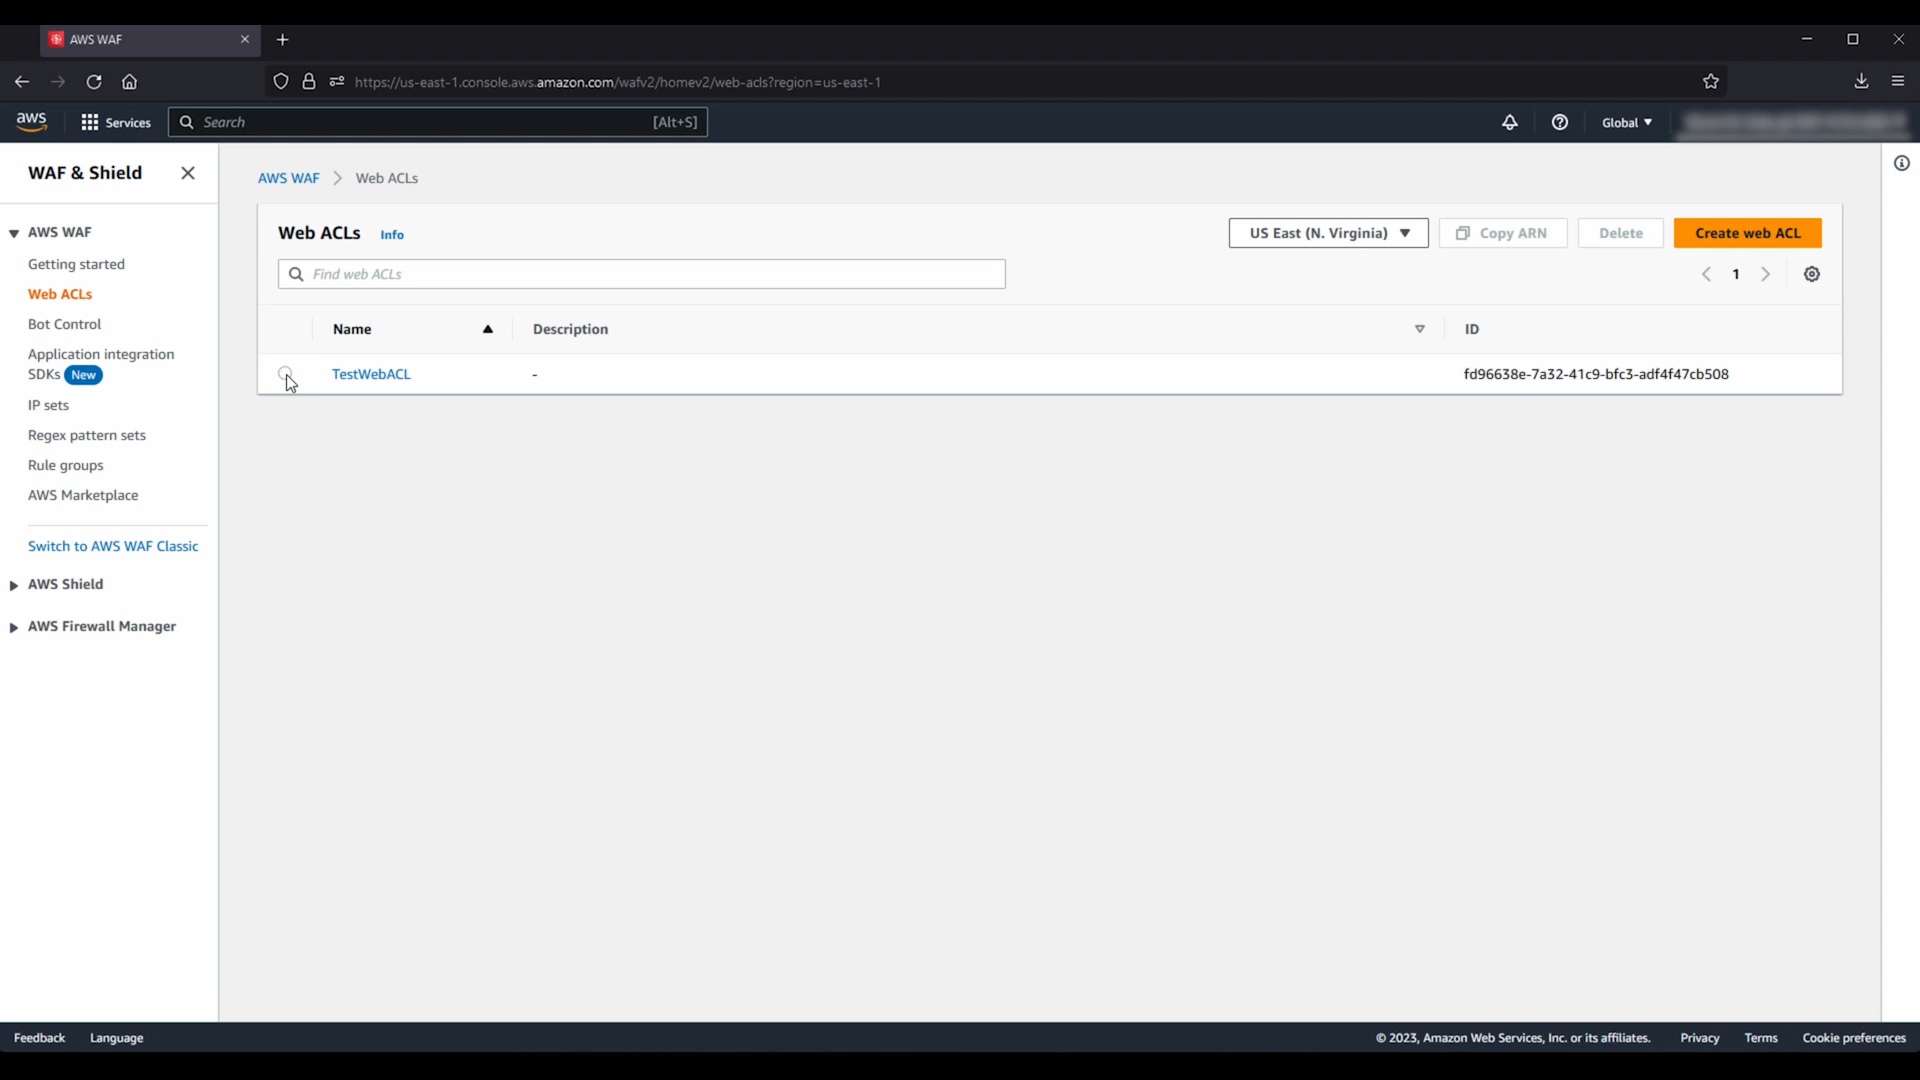 AWS WAF
https://us-east-1.console.aws.amazon.com/wafv2/homev2/web-acls?region=us-east-1
aws
Services
Search
[Alt+S]
Global
WAF & Shield
AWS WAF
Getting started
Web ACLs
Bot Control
Application integration
SDKs New
IP sets
Regex pattern sets
Rule groups
AWS Marketplace
Switch to AWS WAF Classic
AWS Shield
AWS Firewall Manager
AWS WAF > Web ACLs
Web ACLs Info
US East (N. Virginia)
Copy ARN
Delete
Create web ACL
Find web ACLs
1
Name Description ID
TestWebACL - fd96638e-7a32-41c9-bfc3-adf4f47cb508
Feedback Language © 2023, Amazon Web Services, Inc. or its affiliates. Privacy Terms Cookie preferences